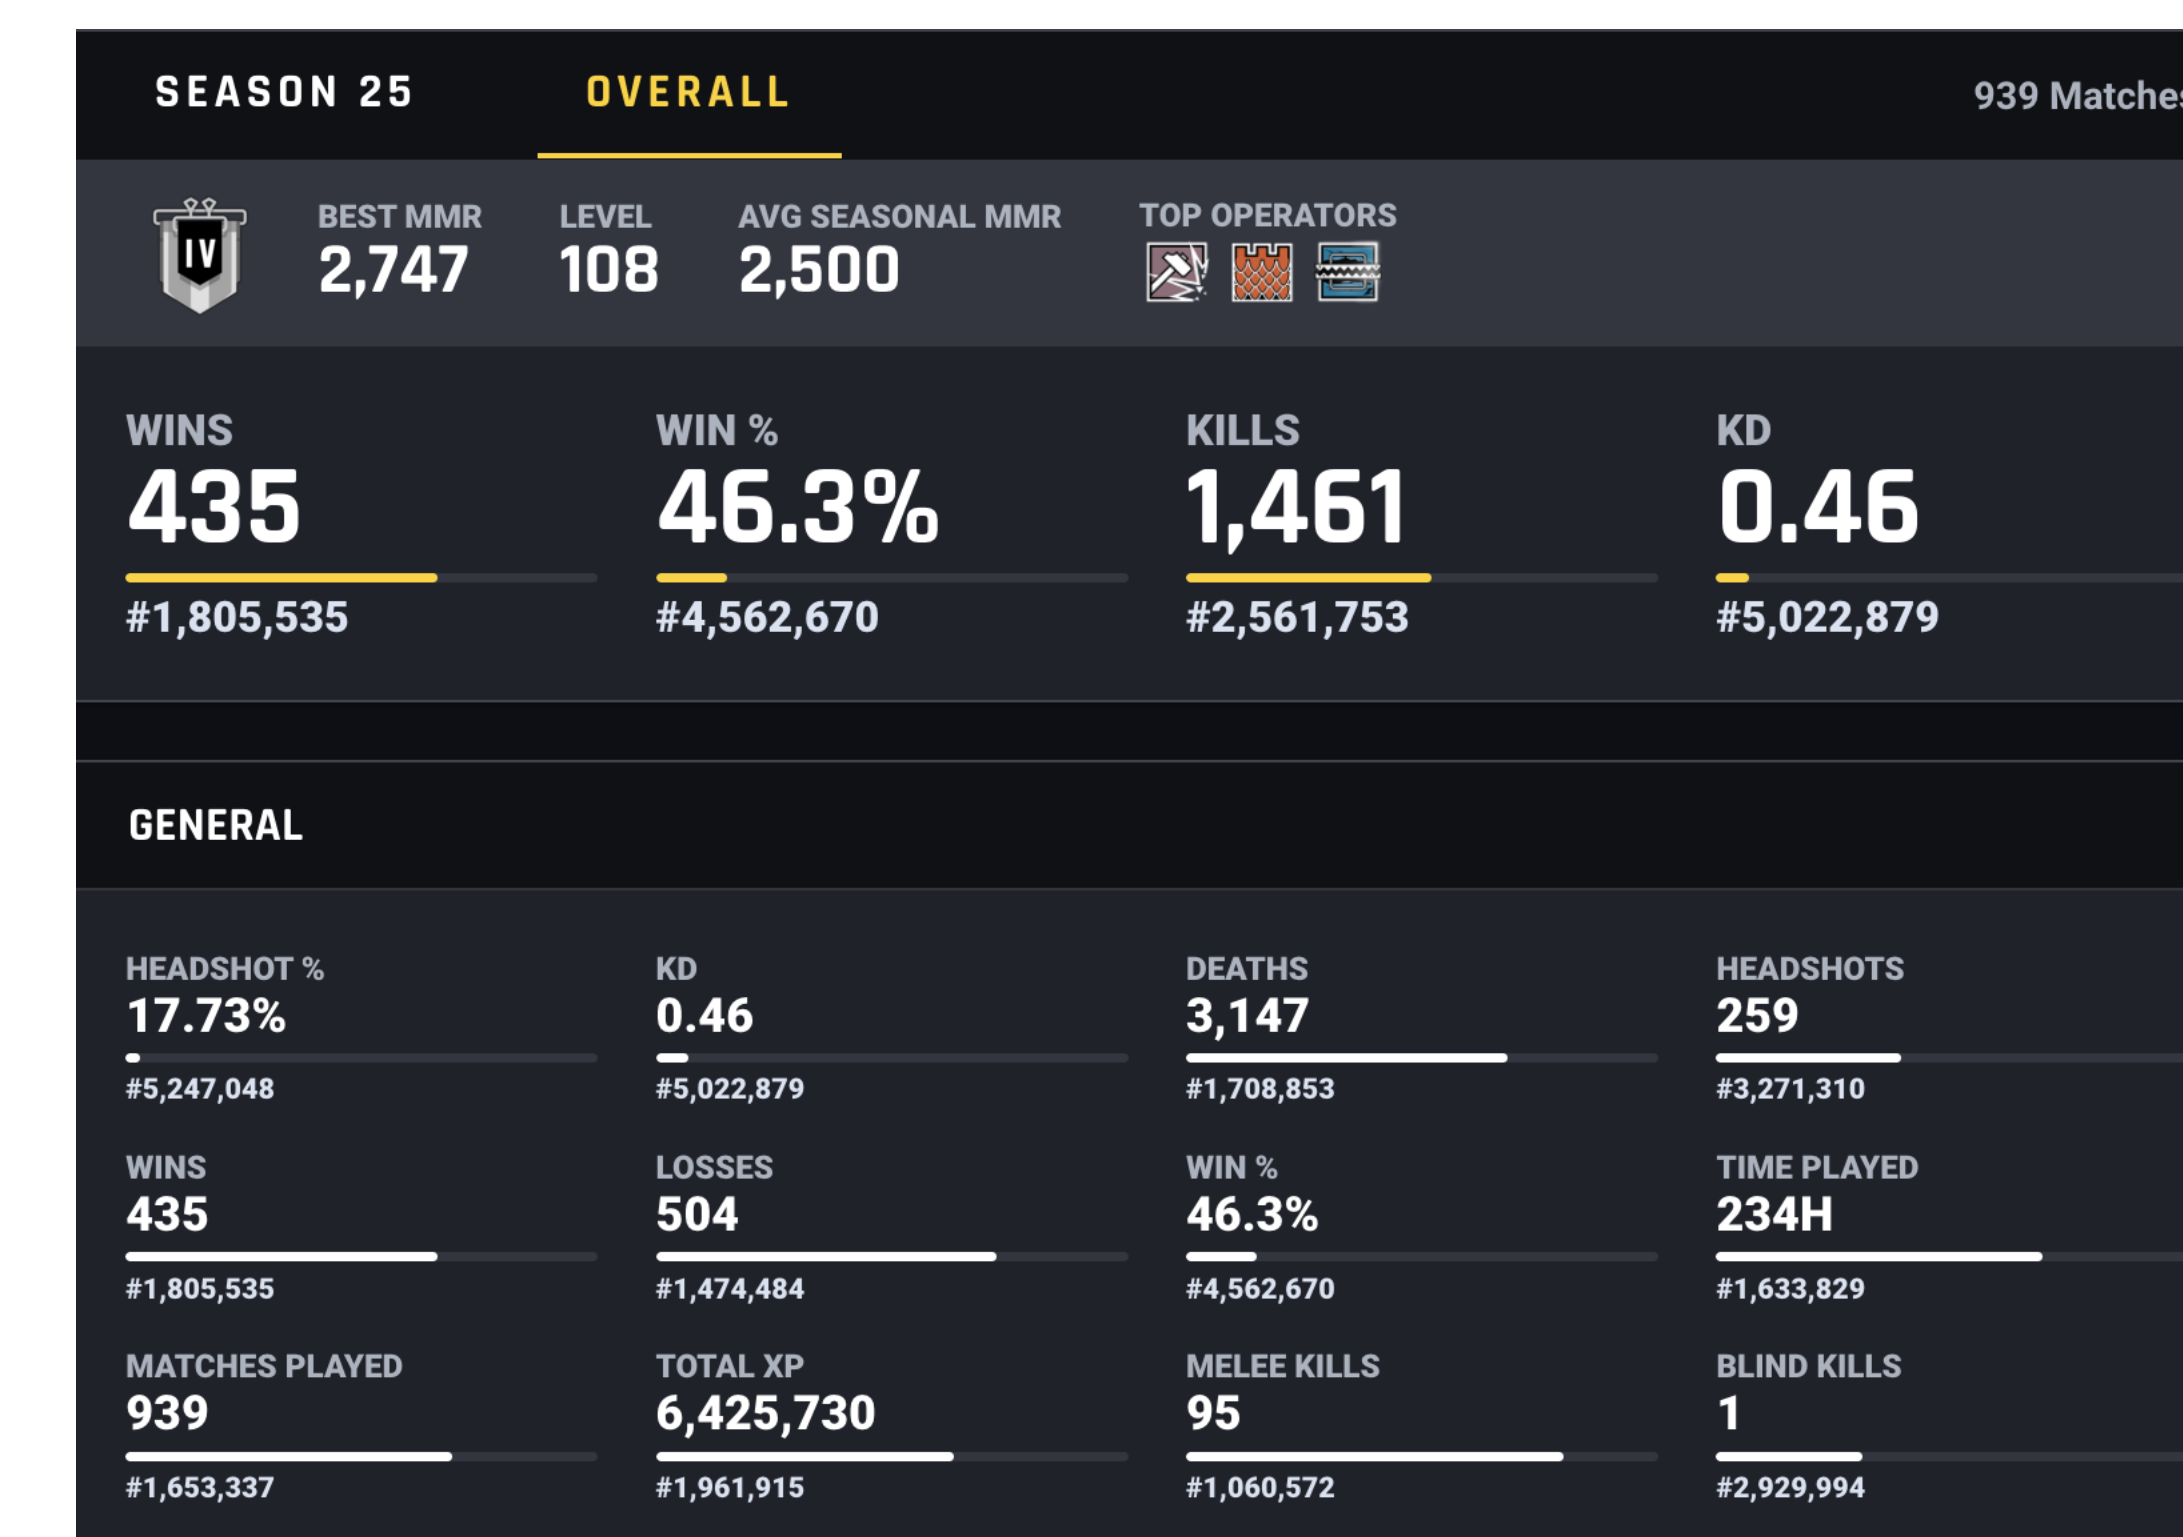 SEASON 25 OVERALL 939 Matches
IV
BEST MMR LEVEL AVG SEASONAL MMR TOP OPERATORS
2,747 108 2,500
WINS WIN % KILLS KD
435 46.3% 1,461 0.46
#1,805,535 #4,562,670 #2,561,753 #5,022,879
GENERAL
HEADSHOT % KD DEATHS HEADSHOTS
17.73% 0.46 3,147 259
#5,247,048 #5,022,879 #1,708,853 #3,271,310
WINS LOSSES WIN % TIME PLAYED
435 504 46.3% 234H
#1,805,535 #1,474,484 #4,562,670 #1,633,829
MATCHES PLAYED TOTAL XP MELEE KILLS BLIND KILLS
939 6,425,730 95 1
#1,653,337 #1,961,915 #1,060,572 #2,929,994